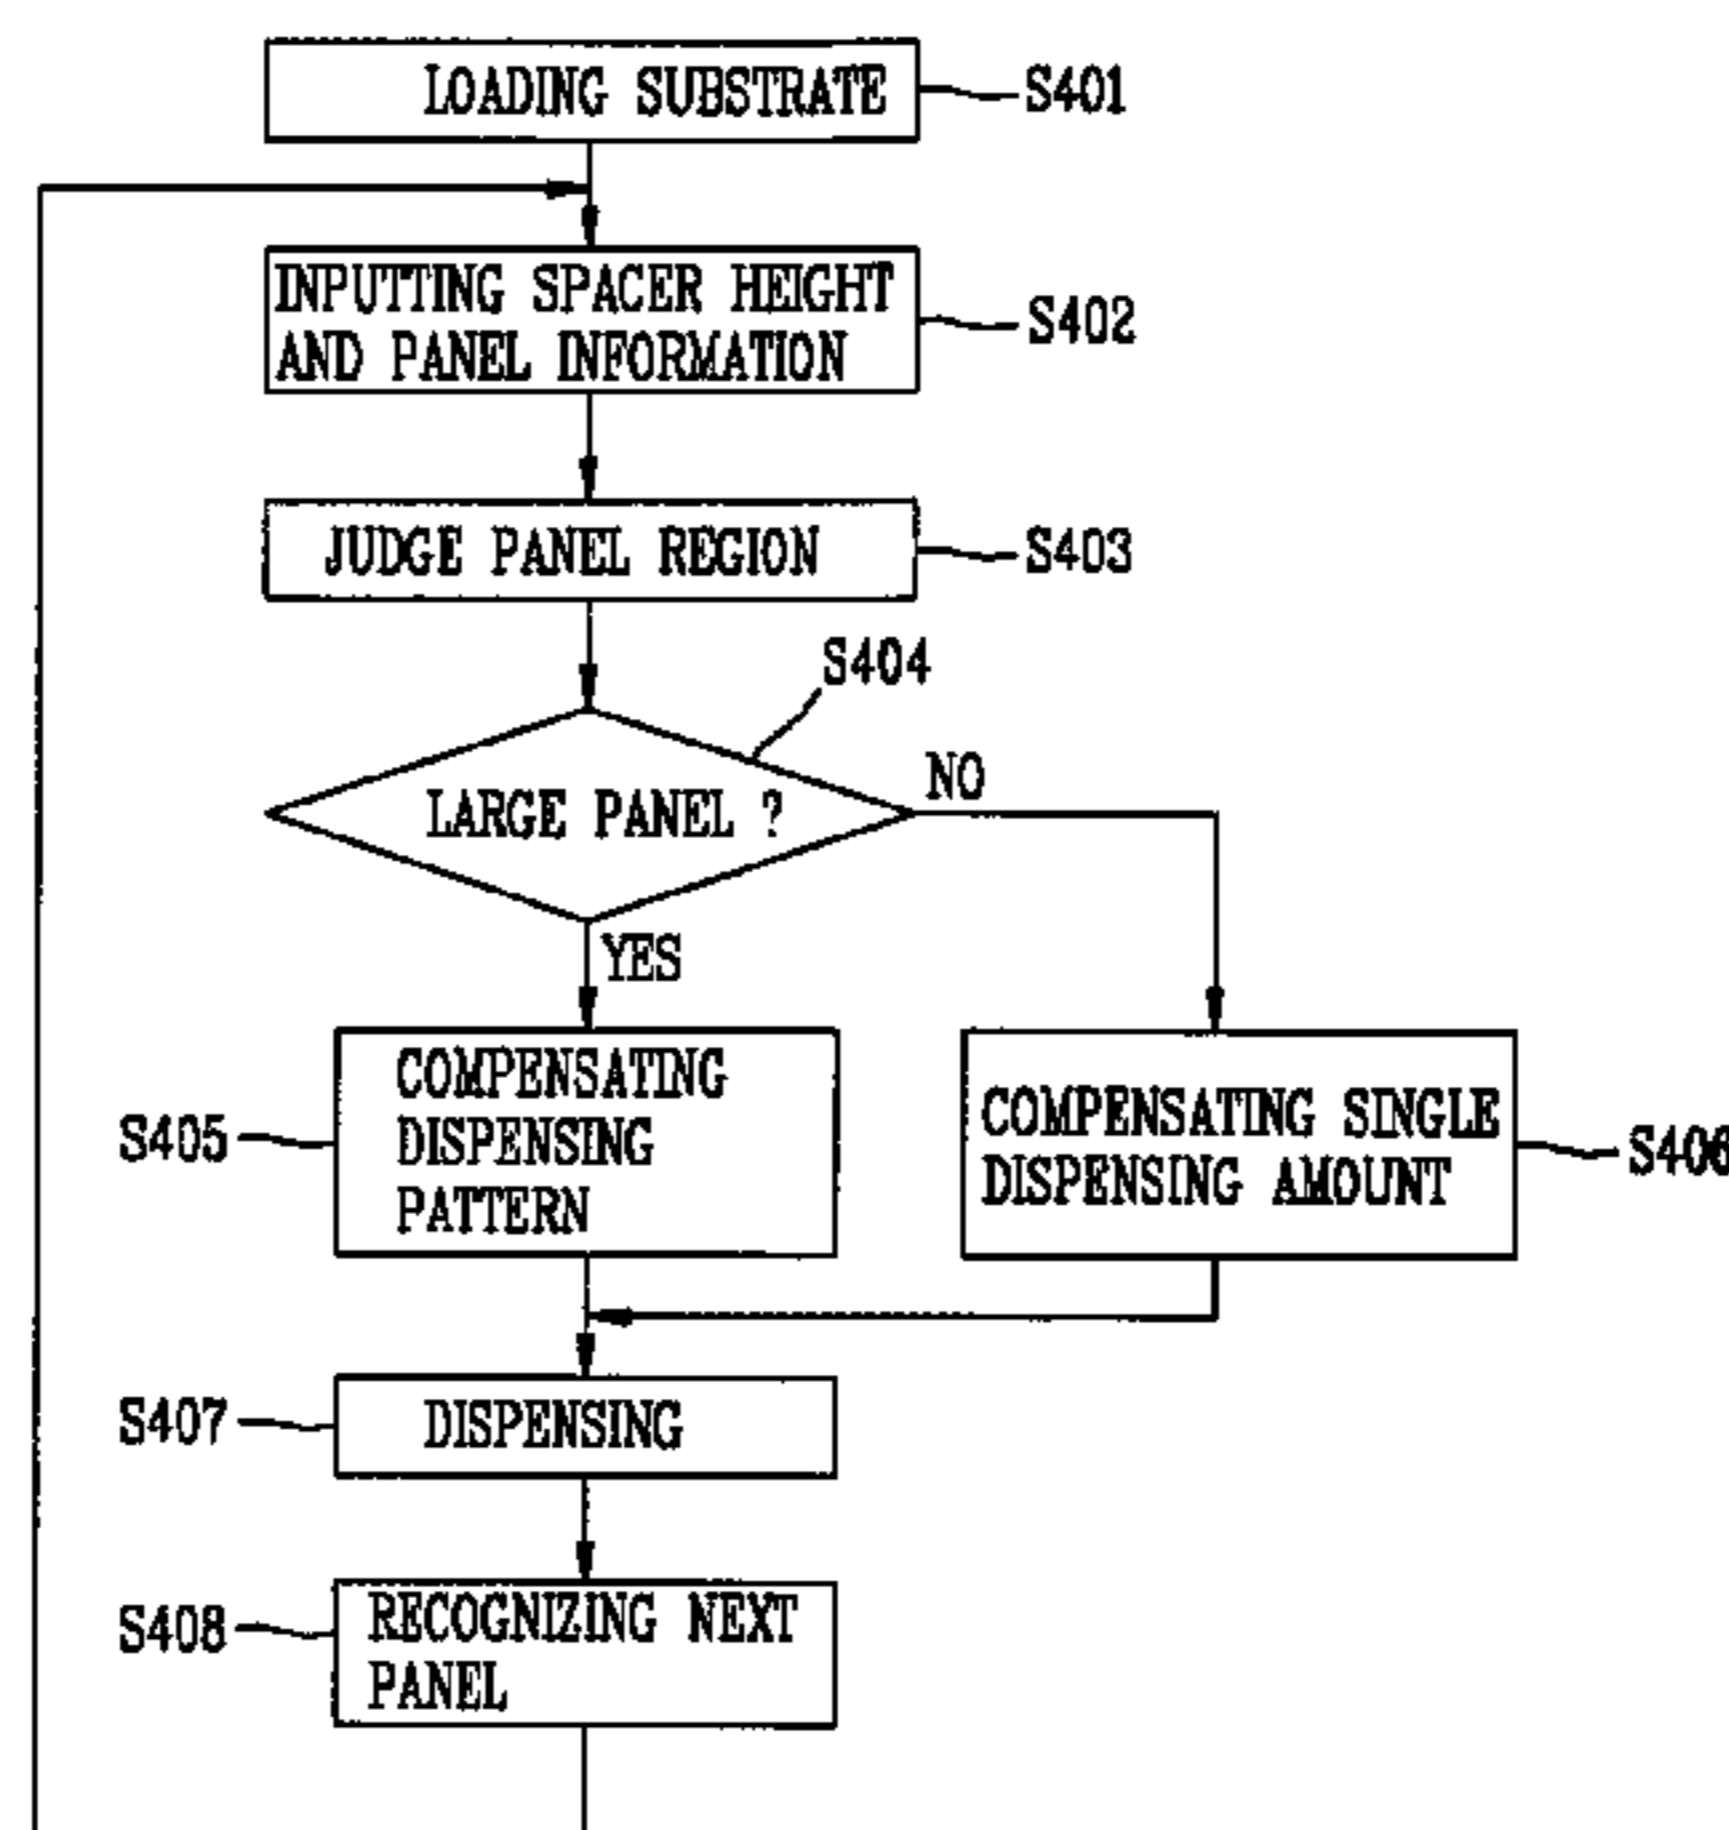 LOADING SUBSTRATE
S401
INPUTTING SPACER HEIGHT
AND PANEL INFORMATION
S402
JUDGE PANEL REGION
S403
S404
LARGE PANEL ?
NO
YES
COMPENSATING
DISPENSING
PATTERN
S405
COMPENSATING SINGLE
DISPENSING AMOUNT
S406
S407
DISPENSING
S408
RECOGNIZING NEXT
PANEL